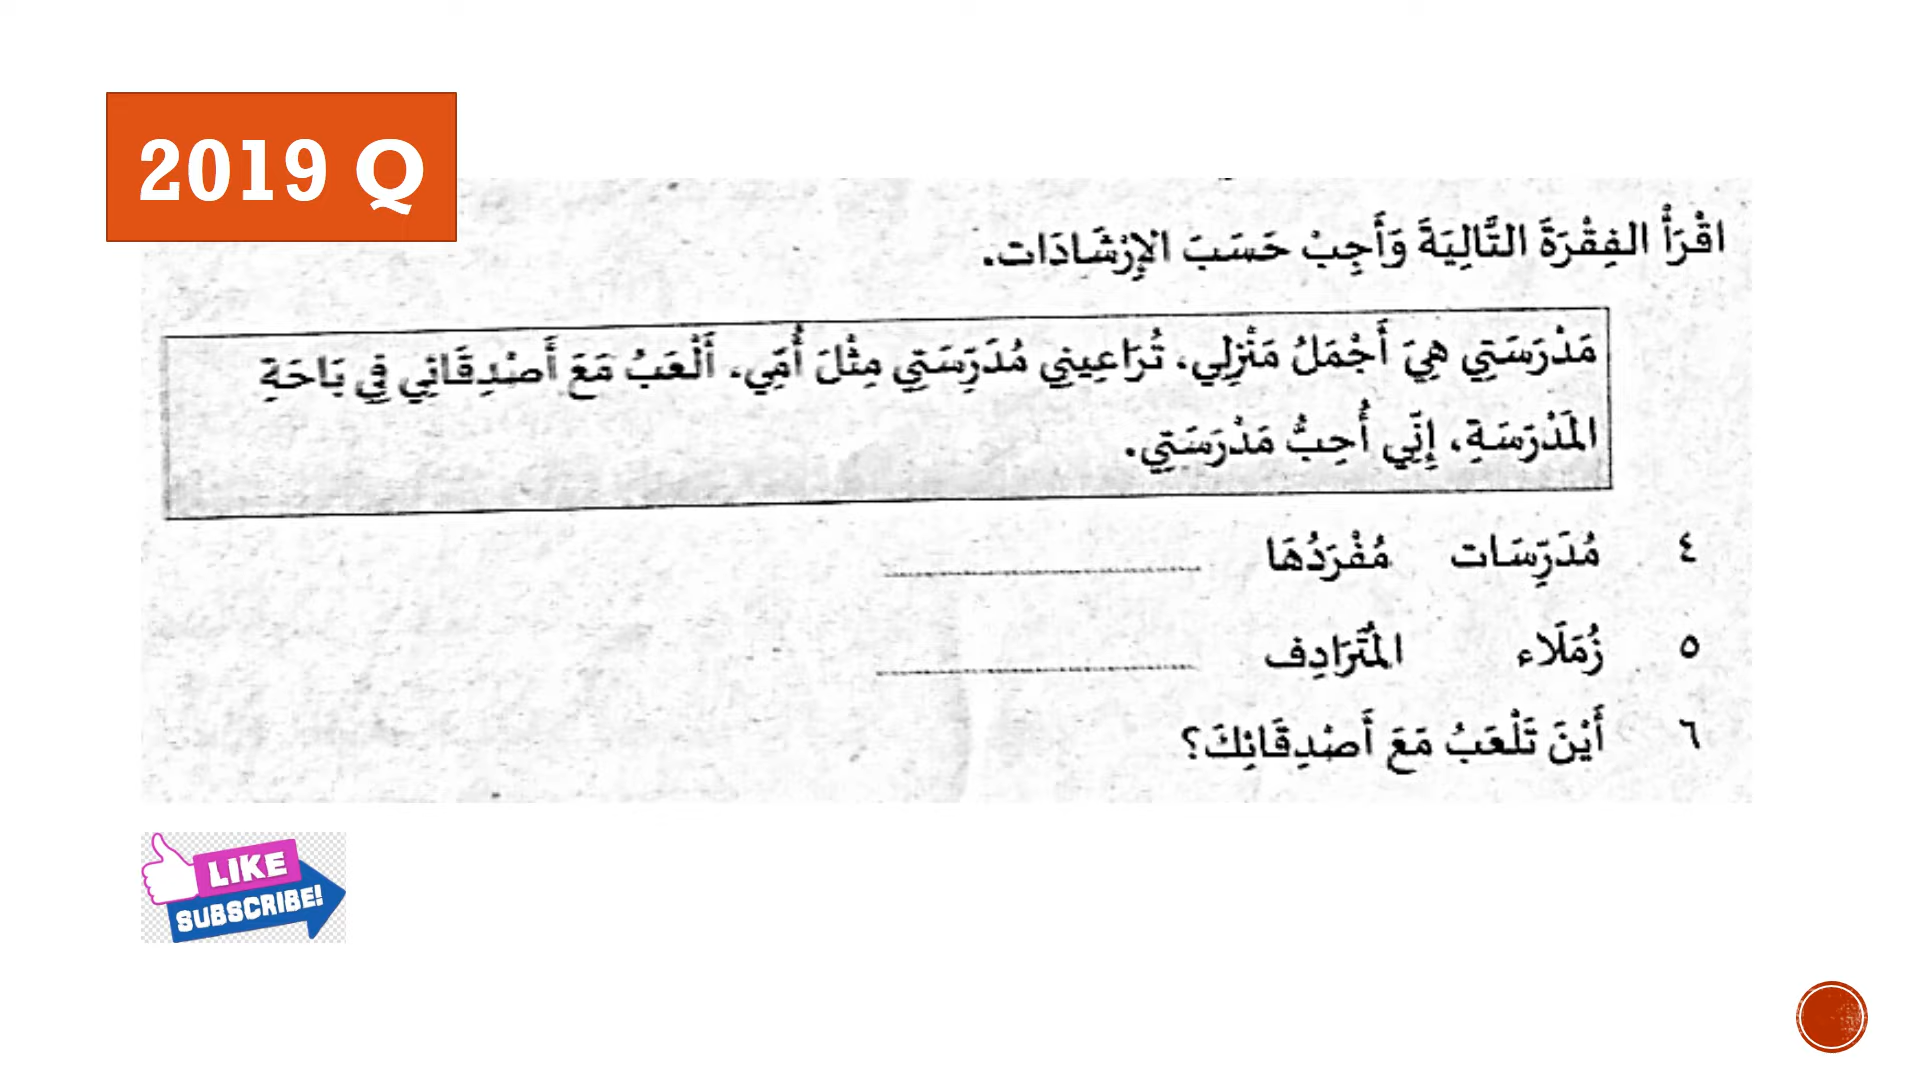 2019 Q
اقْرَأْ الفِقْرَةَ التَّالِيَةَ وَأَجِبْ حَسَبَ الإِرْشَادَات.
مَدْرَسَتِي هِيَ أَجْمَلُ مَنْزِلِي، تُرَاعِينِي مُدَرِّسَتِي مِثْلَ أُمِّي، أَلْعَبُ مَعَ أَصْدِقَائِي فِي بَاحَةِ
المَدْرَسَةِ، إِنِّي أُحِبُّ مَدْرَسَتِي.
٤ مُدَرِّسَات مُفْرَدُهَا
٥ زُمَلَاء المُتَرَادِف
٦ أَيْنَ تَلْعَبُ مَعَ أَصْدِقَائِكَ؟
LIKE
SUBSCRIBE!